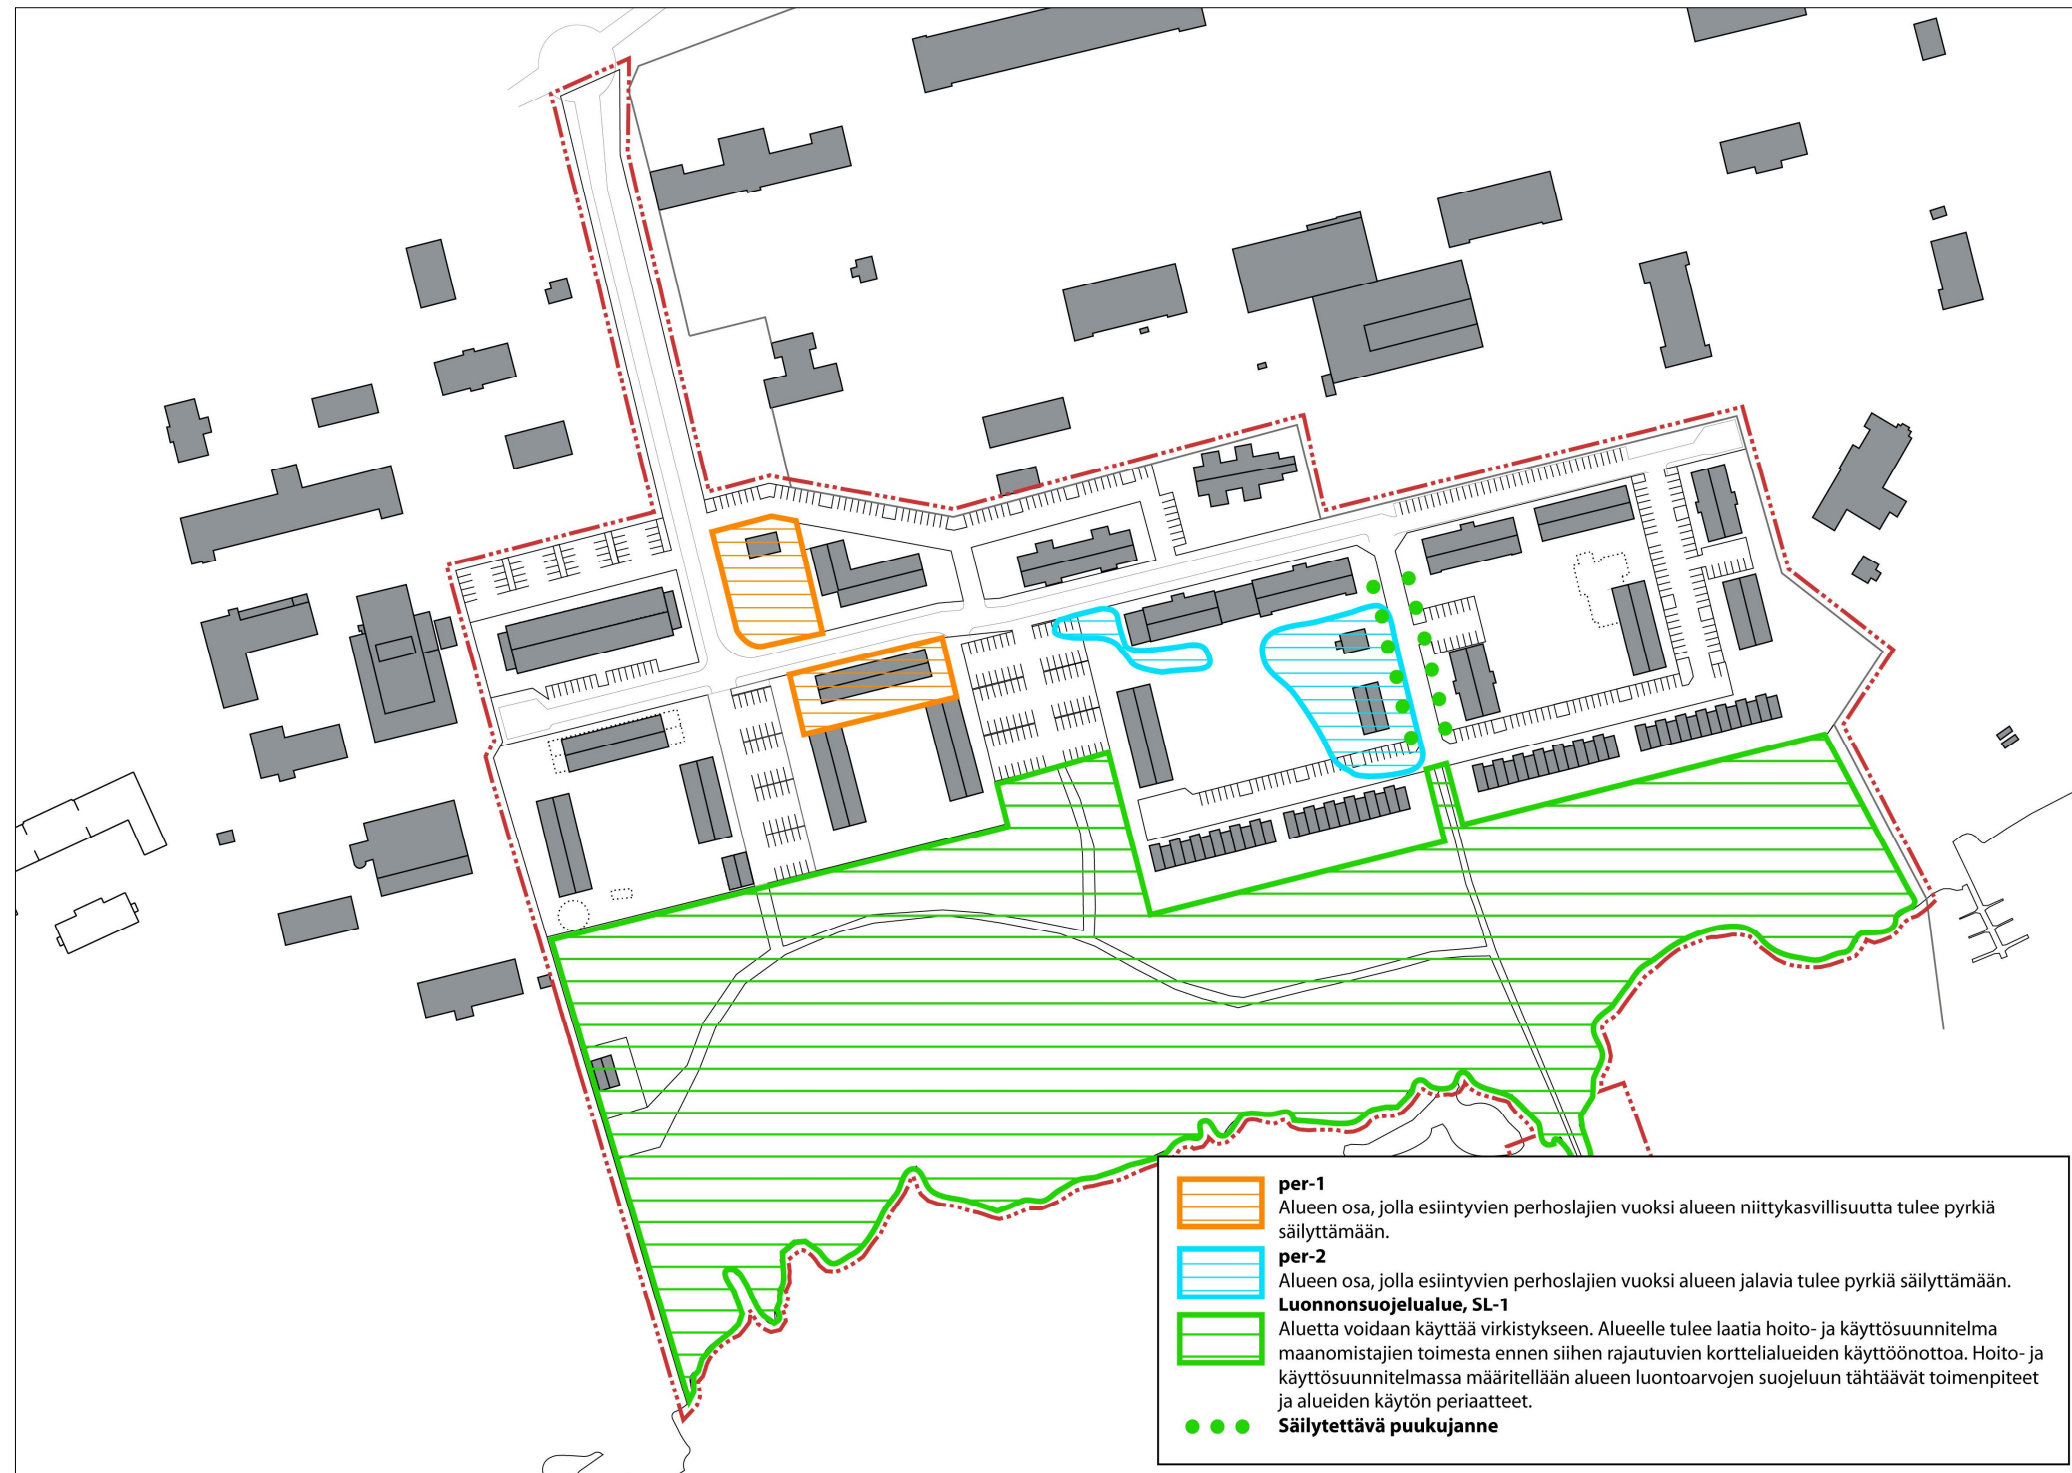 per-1
Alueen osa, jolla esiintyvien perhoslajien vuoksi alueen niittykasvillisuutta tulee pyrkiä
säilyttämään.
per-2
Alueen osa, jolla esiintyvien perhoslajien vuoksi alueen jalavia tulee pyrkiä säilyttämään.
Luonnonsuojelualue, SL-1
Aluetta voidaan käyttää virkistykseen. Alueelle tulee laatia hoito- ja käyttösuunnitelma
maanomistajien toimesta ennen siihen rajautuvien korttelialueiden käyttöönottoa. Hoito- ja
käyttösuunnitelmassa määritellään alueen luontoarvojen suojeluun tähtäävät toimenpiteet
ja alueiden käytön periaatteet.
Säilytettävä puukujanne